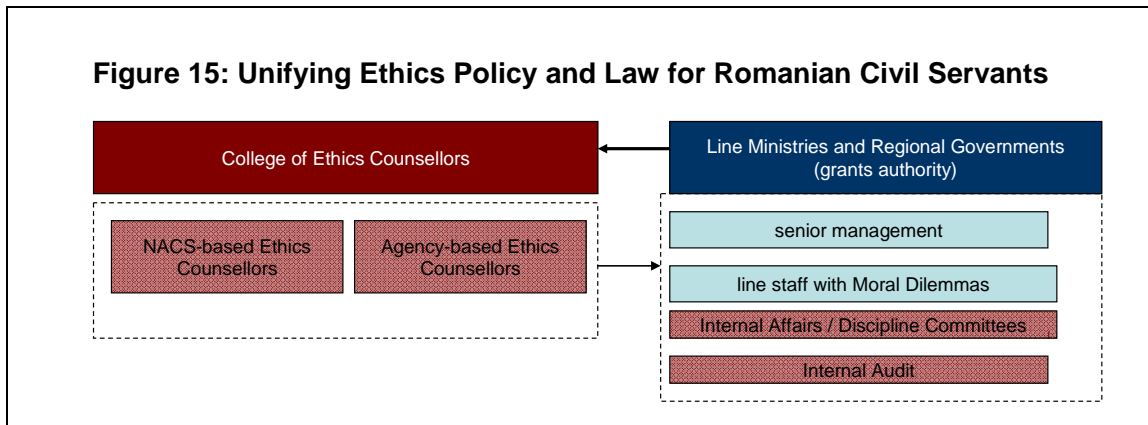 Figure 15: Unifying Ethics Policy and Law for Romanian Civil Servants
College of Ethics Counsellors
Line Ministries and Regional Governments
(grants authority)
NACS-based Ethics
Counsellors
Agency-based Ethics
Counsellors
senior management
line staff with Moral Dilemmas
Internal Affairs / Discipline Committees
Internal Audit